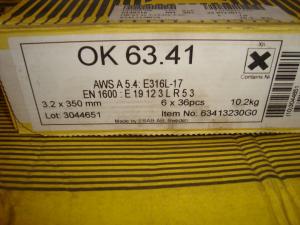 OK 63.41
Xn
Contains Ni
AWS A 5.4: E316L-17
EN 1600 : E 19 12 3 L R 5 3
3.2 x 350 mm 6 x 36pcs 10,2kg
Lot: 3044651 Item No: 63413230G0
Made by ESAB AB, Sweden